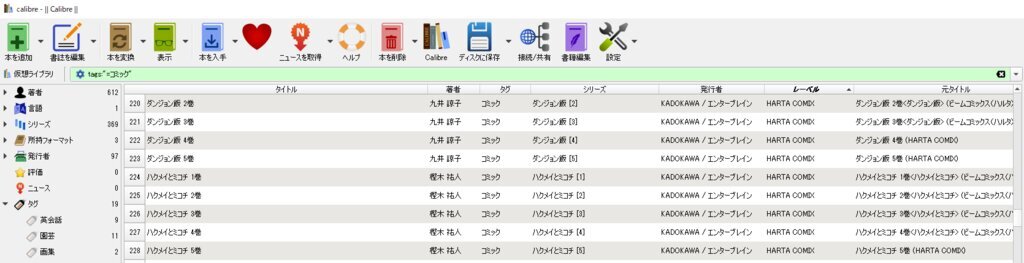 calibre - || Calibre ||
本を追加 書誌を編集 本を変換 表示 本を入手 ニュースを取得 ヘルプ 本を削除 Calibre ディスクに保存 接続/共有 書籍編集 設定
仮想ライブラリ tags:"=コミック"
タイトル 著者 タグ シリーズ 発行者 レーベル 元タイトル
著者 612
言語 1
シリーズ 369
所持フォーマット 3
発行者 97
評価
ニュース
タグ 19
英会話 9
園芸 11
画集 2
220 ダンジョン飯 2巻 九井 諒子 コミック ダンジョン飯 [2] KADOKAWA / エンターブレイン HARTA COMIX ダンジョン飯 2巻<ダンジョン飯> (ビームコミックス(ハルタ
221 ダンジョン飯 3巻 九井 諒子 コミック ダンジョン飯 [3] KADOKAWA / エンターブレイン HARTA COMIX ダンジョン飯 3巻<ダンジョン飯> (ビームコミックス(ハルタ
222 ダンジョン飯 4巻 九井 諒子 コミック ダンジョン飯 [4] KADOKAWA / エンターブレイン HARTA COMIX ダンジョン飯 4巻 (HARTA COMIX)
223 ダンジョン飯 5巻 九井 諒子 コミック ダンジョン飯 [5] KADOKAWA / エンターブレイン HARTA COMIX ダンジョン飯 5巻 (HARTA COMIX)
224 ハクメイとミコチ 1巻 樫木 祐人 コミック ハクメイとミコチ [1] KADOKAWA / エンターブレイン HARTA COMIX ハクメイとミコチ 1巻<ハクメイとミコチ> (ビームコミックス(ハ
225 ハクメイとミコチ 2巻 樫木 祐人 コミック ハクメイとミコチ [2] KADOKAWA / エンターブレイン HARTA COMIX ハクメイとミコチ 2巻<ハクメイとミコチ> (ビームコミックス(ハ
226 ハクメイとミコチ 3巻 樫木 祐人 コミック ハクメイとミコチ [3] KADOKAWA / エンターブレイン HARTA COMIX ハクメイとミコチ 3巻<ハクメイとミコチ> (ビームコミックス(ハ
227 ハクメイとミコチ 4巻 樫木 祐人 コミック ハクメイとミコチ [4] KADOKAWA / エンターブレイン HARTA COMIX ハクメイとミコチ 4巻<ハクメイとミコチ> (ビームコミックス(ハ
228 ハクメイとミコチ 5巻 樫木 祐人 コミック ハクメイとミコチ [5] KADOKAWA / エンターブレイン HARTA COMIX ハクメイとミコチ 5巻 (HARTA COMIX)